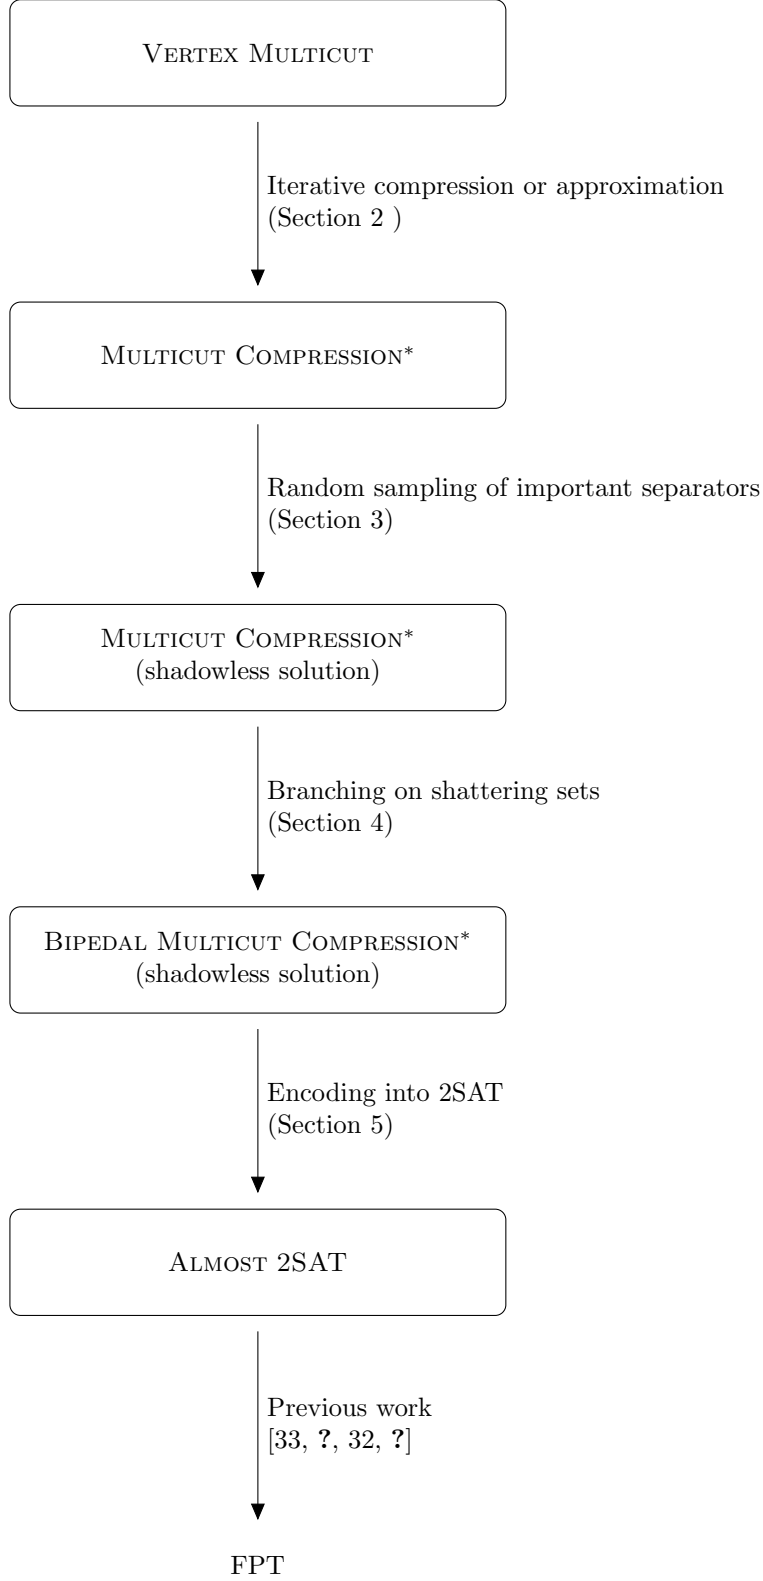 Vertex Multicut
Iterative compression or approximation
(Section 2 )
Multicut Compression*
Random sampling of important separators
(Section 3)
Multicut Compression*
(shadowless solution)
Branching on shattering sets
(Section 4)
Bipedal Multicut Compression*
(shadowless solution)
Encoding into 2SAT
(Section 5)
Almost 2SAT
Previous work
[33, ?, 32, ?]
FPT